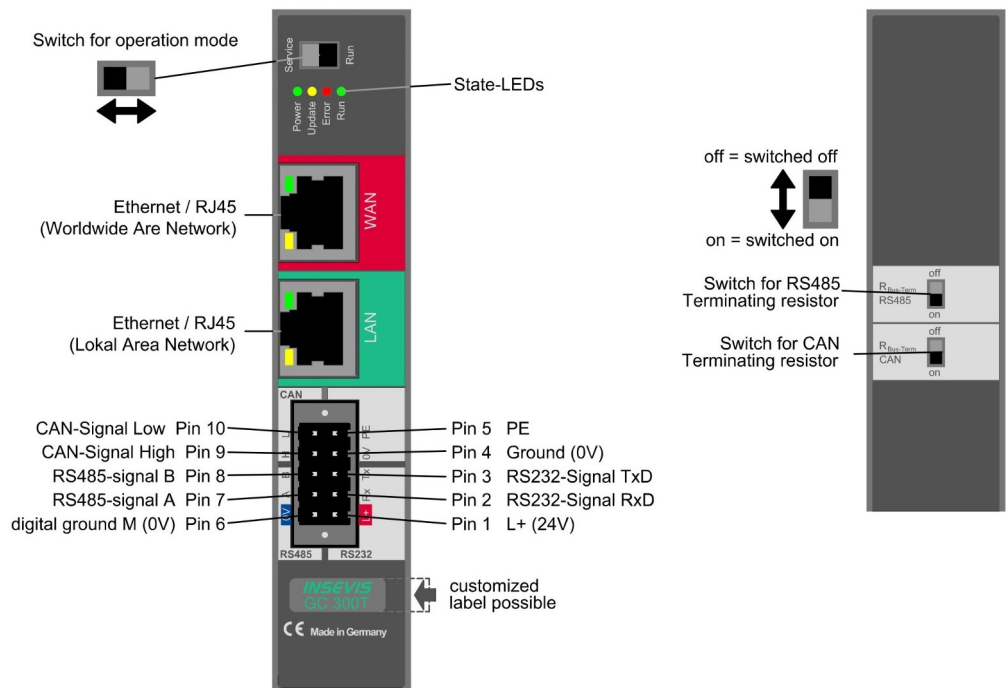 Switch for operation mode
Service
Run
Power
Update
Error
Run
State-LEDs
Ethernet / RJ45
(Worldwide Are Network)
WAN
Ethernet / RJ45
(Lokal Area Network)
LAN
CAN
CAN-Signal Low Pin 10
L
PE
Pin 5 PE
CAN-Signal High Pin 9
H
0V
Pin 4 Ground (0V)
RS485-signal B Pin 8
B
Tx
Pin 3 RS232-Signal TxD
RS485-signal A Pin 7
A
Rx
Pin 2 RS232-Signal RxD
digital ground M (0V) Pin 6
0V
L+
Pin 1 L+ (24V)
RS485
RS232
INSEVIS
GC 300T
customized
label possible
CE Made in Germany
off = switched off
on = switched on
Switch for RS485
Terminating resistor
off
RBus-Term
RS485
on
Switch for CAN
Terminating resistor
off
RBus-Term
CAN
on